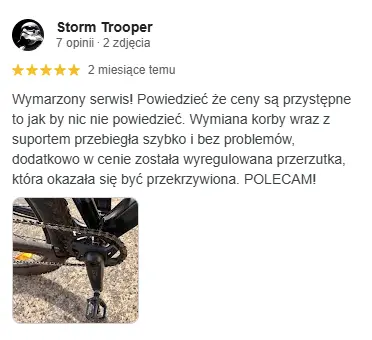 Storm Trooper
7 opinii · 2 zdjęcia
2 miesiące temu
Wymarzony serwis! Powiedzieć że ceny są przystępne
to jak by nic nie powiedzieć. Wymiana korby wraz z
suportem przebiegła szybko i bez problemów,
dodatkowo w cenie została wyregulowana przerzutka,
która okazała się być przekrzywiona. POLECAM!